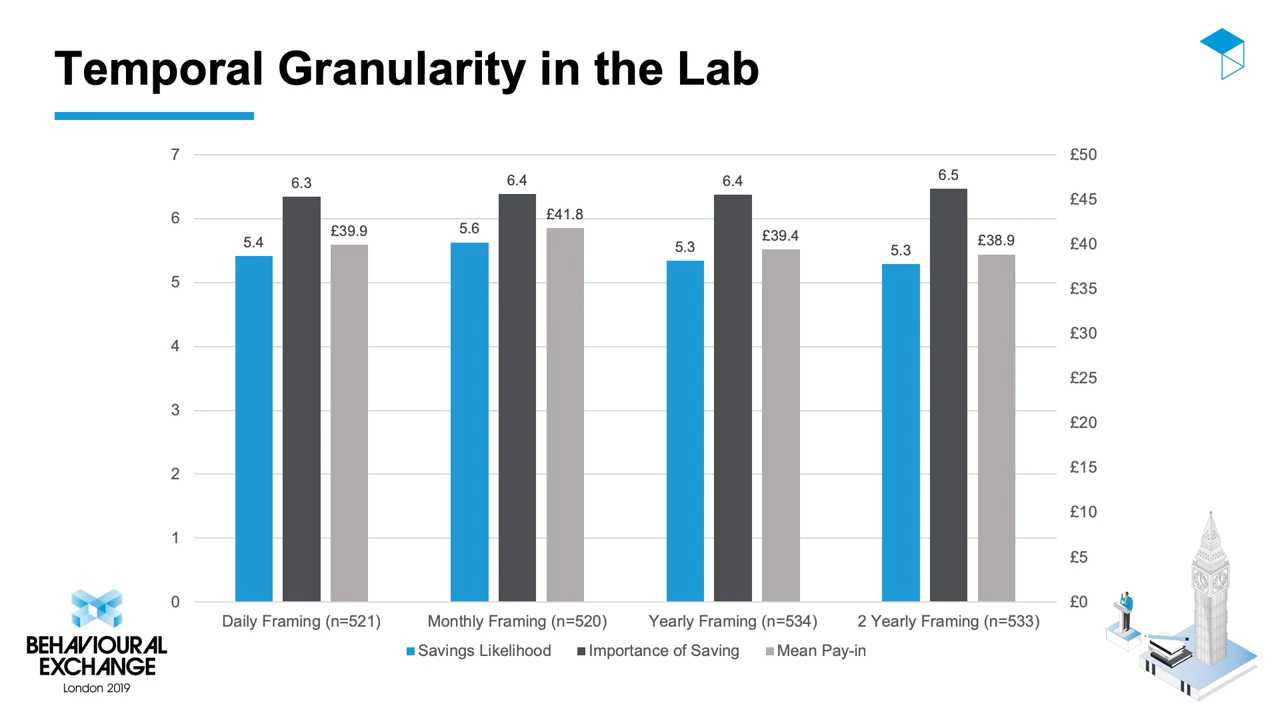 Temporal Granularity in the Lab
7
6
5
4
3
2
1
0
£50
£45
£40
£35
£30
£25
£20
£15
£10
£5
£0
5.4
6.3
£39.9
5.6
6.4
£41.8
5.3
6.4
£39.4
5.3
6.5
£38.9
Daily Framing (n=521)
Monthly Framing (n=520)
Yearly Framing (n=534)
2 Yearly Framing (n=533)
Savings Likelihood
Importance of Saving
Mean Pay-in
BEHAVIOURAL
EXCHANGE
London 2019